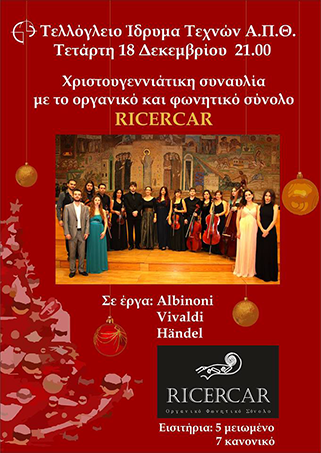 Τελλόγλειο Ίδρυμα Τεχνών Α.Π.Θ.
Τετάρτη 18 Δεκεμβρίου 21.00
Χριστουγεννιάτικη συναυλία
με το οργανικό και φωνητικό σύνολο
RICERCAR
Σε έργα: Albinoni
Vivaldi
Händel
RICERCAR
Οργανικό Φωνητικό Σύνολο
Εισιτήρια: 5 μειωμένο
7 κανονικό